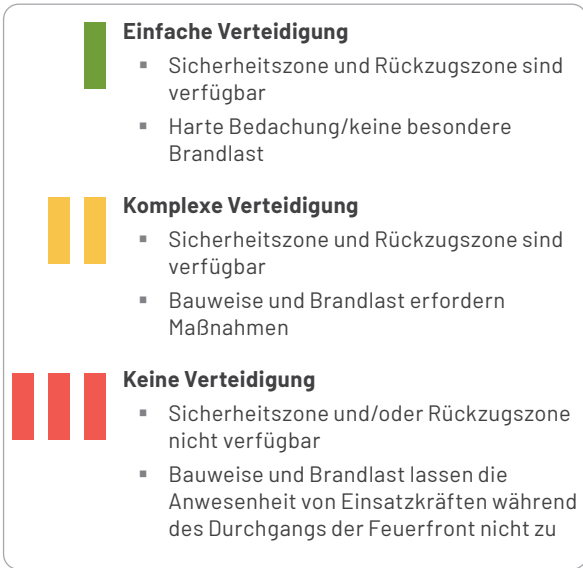 Einfache Verteidigung
▪ Sicherheitszone und Rückzugszone sind
verfügbar
▪ Harte Bedachung/keine besondere
Brandlast
Komplexe Verteidigung
▪ Sicherheitszone und Rückzugszone sind
verfügbar
▪ Bauweise und Brandlast erfordern
Maßnahmen
Keine Verteidigung
▪ Sicherheitszone und/oder Rückzugszone
nicht verfügbar
▪ Bauweise und Brandlast lassen die
Anwesenheit von Einsatzkräften während
des Durchgangs der Feuerfront nicht zu